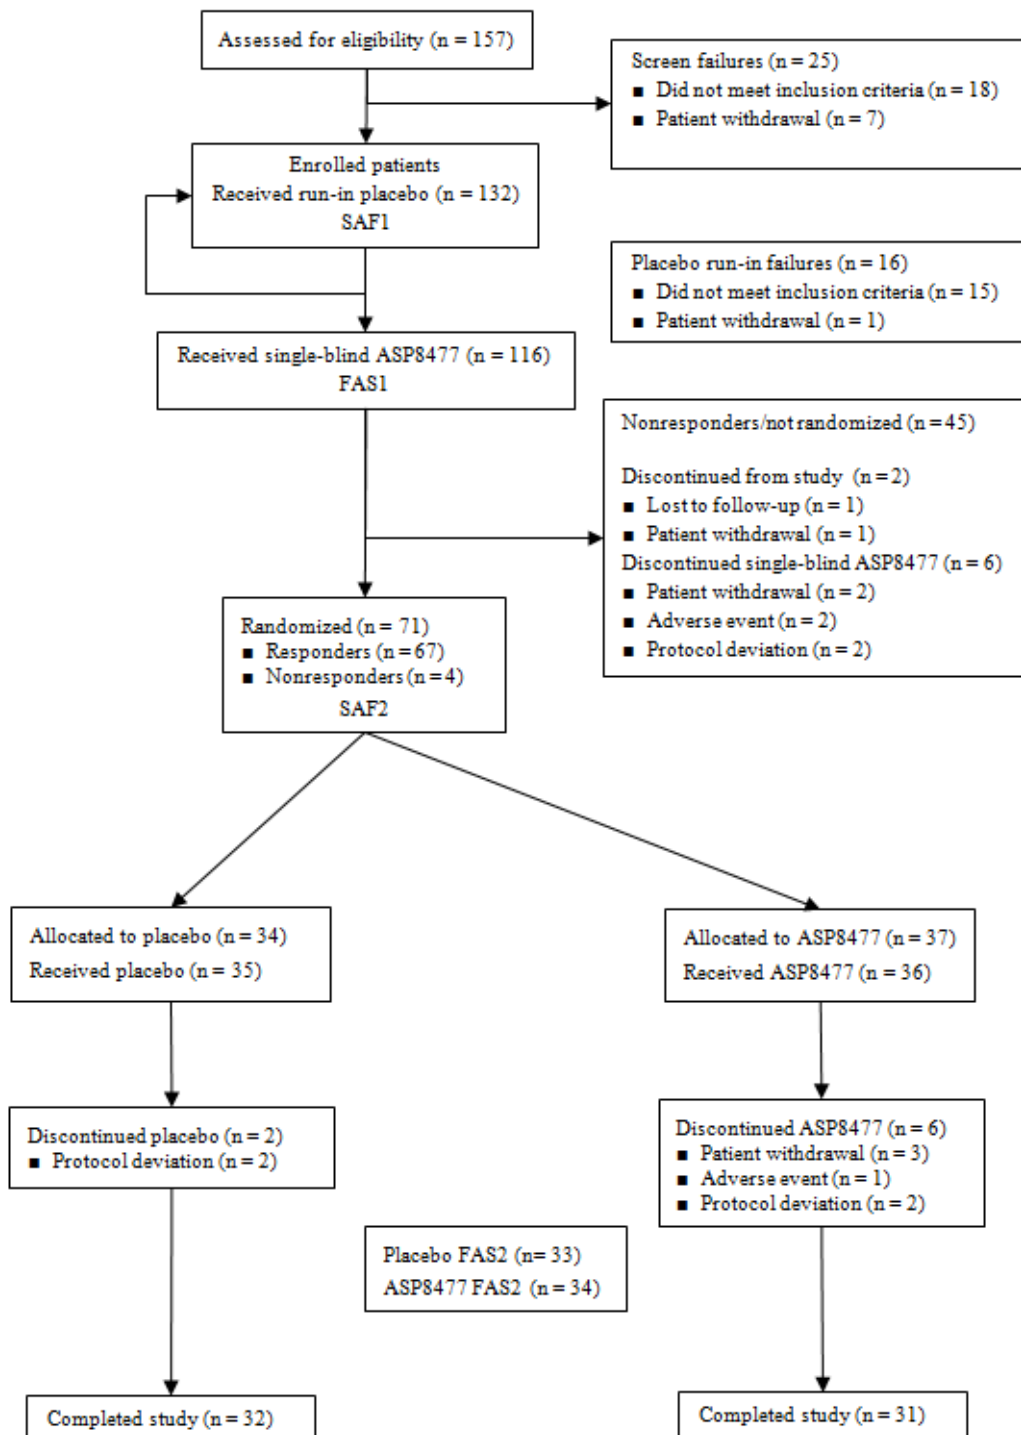 Assessed for eligibility (n = 157)
Screen failures (n = 25)
■ Did not meet inclusion criteria (n = 18)
■ Patient withdrawal (n = 7)
Enrolled patients
Received run-in placebo (n = 132)
SAF1
Placebo run-in failures (n = 16)
■ Did not meet inclusion criteria (n = 15)
■ Patient withdrawal (n = 1)
Received single-blind ASP8477 (n = 116)
FAS1
Nonresponders/not randomized (n = 45)
Discontinued from study (n = 2)
■ Lost to follow-up (n = 1)
■ Patient withdrawal (n = 1)
Discontinued single-blind ASP8477 (n = 6)
■ Patient withdrawal (n = 2)
■ Adverse event (n = 2)
■ Protocol deviation (n = 2)
Randomized (n = 71)
■ Responders (n = 67)
■ Nonresponders (n = 4)
SAF2
Allocated to placebo (n = 34)
Received placebo (n = 35)
Allocated to ASP8477 (n = 37)
Received ASP8477 (n = 36)
Discontinued placebo (n = 2)
■ Protocol deviation (n = 2)
Discontinued ASP8477 (n = 6)
■ Patient withdrawal (n = 3)
■ Adverse event (n = 1)
■ Protocol deviation (n = 2)
Placebo FAS2 (n= 33)
ASP8477 FAS2 (n = 34)
Completed study (n = 32)
Completed study (n = 31)